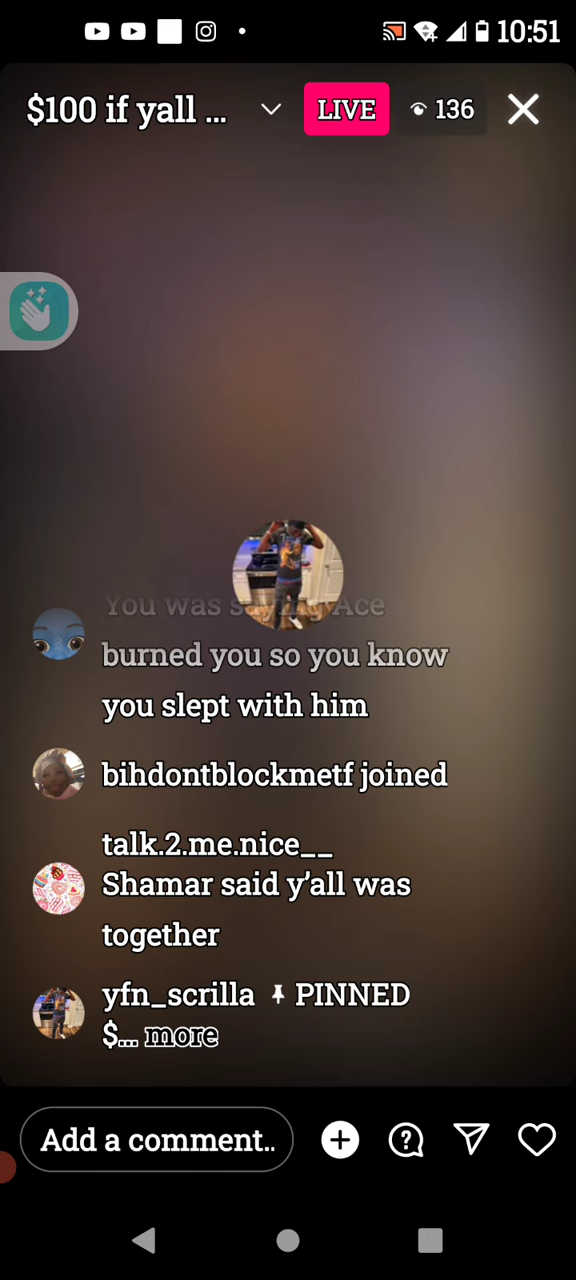 10:51
$100 if yall ...
LIVE
136
You was saying Ace
burned you so you know
you slept with him
bihdontblockmetf joined
talk.2.me.nice__
Shamar said y’all was
together
yfn_scrilla PINNED
$... more
Add a comment..